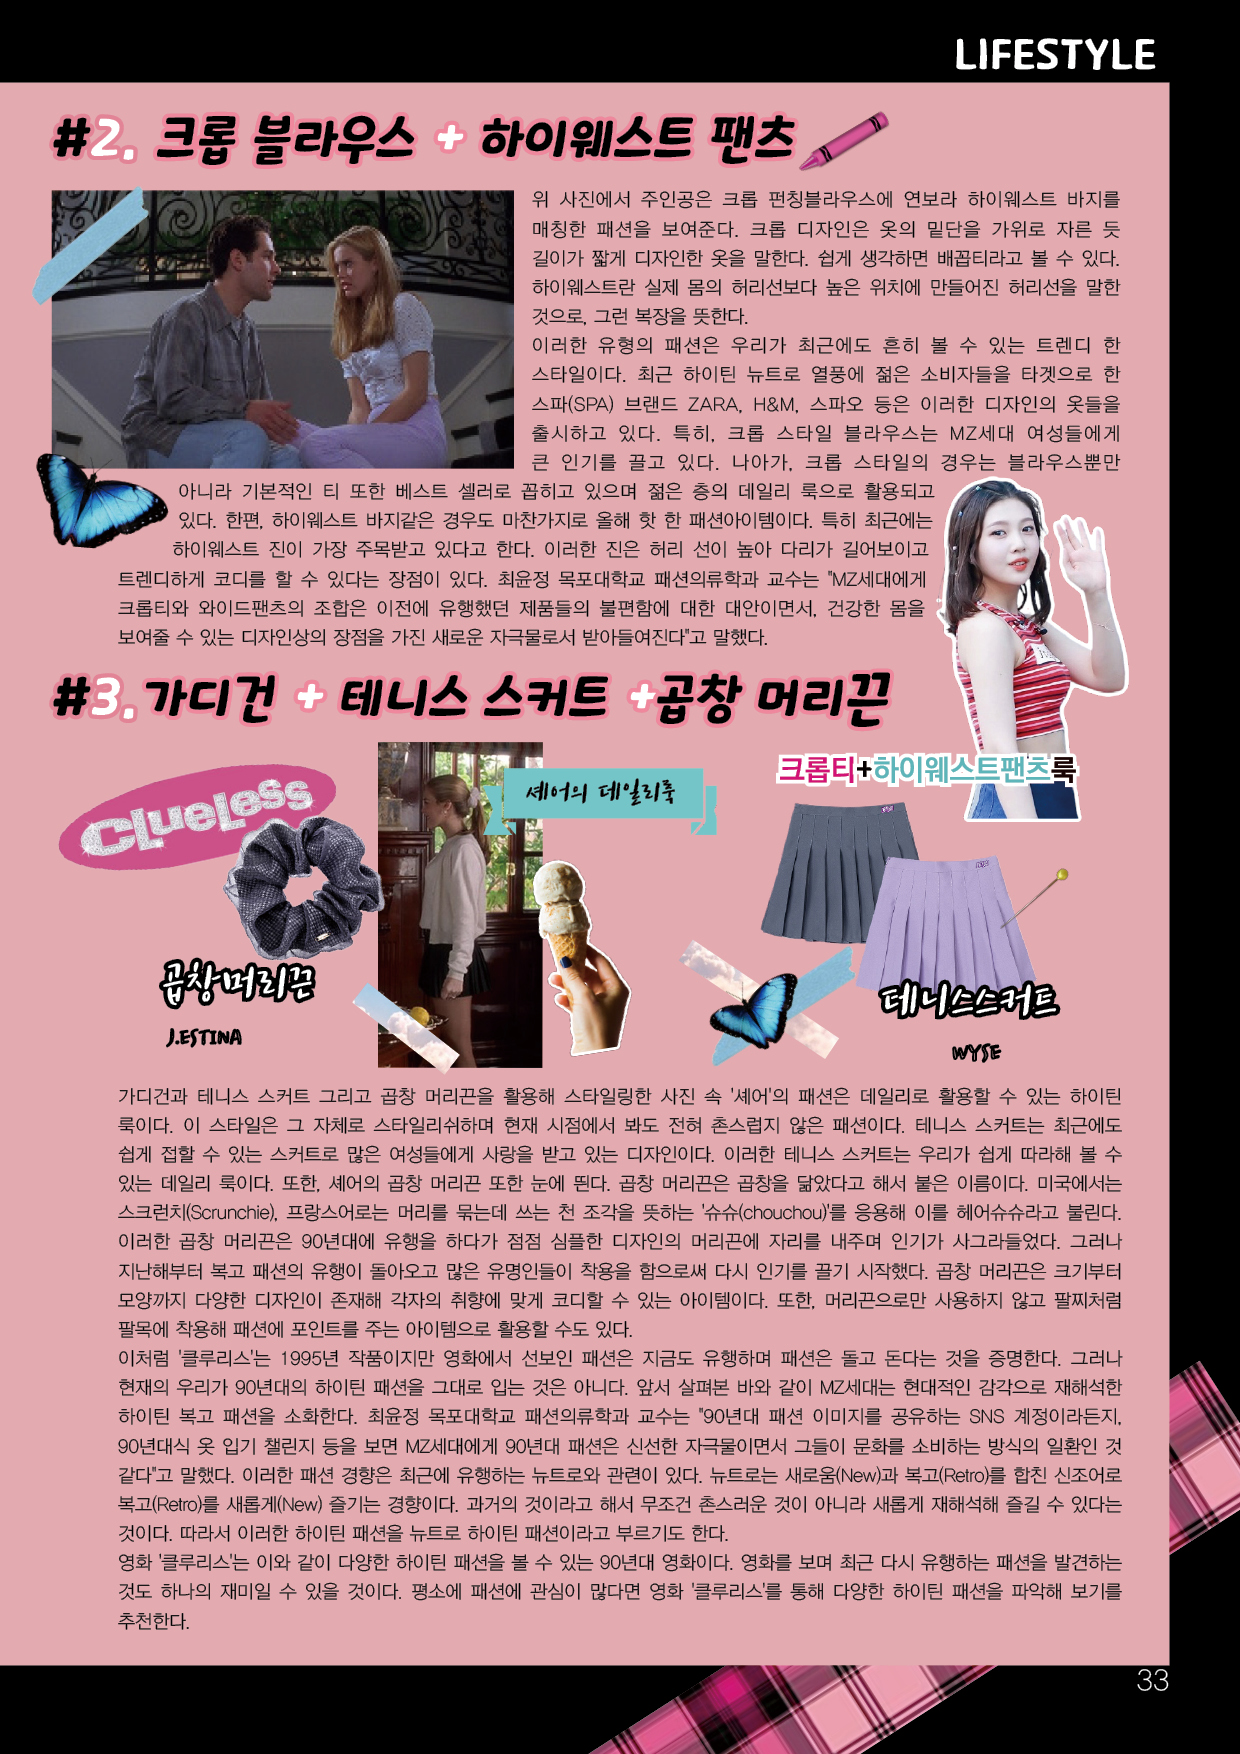 LIFESTYLE
#2. 크롭 블라우스 + 하이웨스트 팬츠
위 사진에서 주인공은 크롭 펀칭블라우스에 연보라 하이웨스트 바지를
매칭한 패션을 보여준다. 크롭 디자인은 옷의 밑단을 가위로 자른 듯
길이가 짧게 디자인한 옷을 말한다. 쉽게 생각하면 배꼽티라고 볼 수 있다.
하이웨스트란 실제 몸의 허리선보다 높은 위치에 만들어진 허리선을 말한
것으로, 그런 복장을 뜻한다.
이러한 유형의 패션은 우리가 최근에도 흔히 볼 수 있는 트렌디 한
스타일이다. 최근 하이틴 뉴트로 열풍에 젊은 소비자들을 타겟으로 한
스파(SPA) 브랜드 ZARA, H&M, 스파오 등은 이러한 디자인의 옷들을
출시하고 있다. 특히, 크롭 스타일 블라우스는 MZ세대 여성들에게
큰 인기를 끌고 있다. 나아가, 크롭 스타일의 경우는 블라우스뿐만
아니라 기본적인 티 또한 베스트 셀러로 꼽히고 있으며 젊은 층의 데일리 룩으로 활용되고
있다. 한편, 하이웨스트 바지같은 경우도 마찬가지로 올해 핫 한 패션아이템이다. 특히 최근에는
하이웨스트 진이 가장 주목받고 있다고 한다. 이러한 진은 허리 선이 높아 다리가 길어보이고
트렌디하게 코디를 할 수 있다는 장점이 있다. 최윤정 목포대학교 패션의류학과 교수는 "MZ세대에게
크롭티와 와이드팬츠의 조합은 이전에 유행했던 제품들의 불편함에 대한 대안이면서, 건강한 몸을
보여줄 수 있는 디자인상의 장점을 가진 새로운 자극물로서 받아들여진다"고 말했다.
#3. 가디건 + 테니스 스커트 +곱창 머리끈
크롭티+하이웨스트팬츠룩
셰어의 데일리룩
CLUELESS
곱창머리끈
J.ESTINA
테니스스커트
WYSE
가디건과 테니스 스커트 그리고 곱창 머리끈을 활용해 스타일링한 사진 속 '셰어'의 패션은 데일리로 활용할 수 있는 하이틴
룩이다. 이 스타일은 그 자체로 스타일리쉬하며 현재 시점에서 봐도 전혀 촌스럽지 않은 패션이다. 테니스 스커트는 최근에도
쉽게 접할 수 있는 스커트로 많은 여성들에게 사랑을 받고 있는 디자인이다. 이러한 테니스 스커트는 우리가 쉽게 따라해 볼 수
있는 데일리 룩이다. 또한, 셰어의 곱창 머리끈 또한 눈에 띈다. 곱창 머리끈은 곱창을 닮았다고 해서 붙은 이름이다. 미국에서는
스크런치(Scrunchie), 프랑스어로는 머리를 묶는데 쓰는 천 조각을 뜻하는 '슈슈(chouchou)'를 응용해 이를 헤어슈슈라고 불린다.
이러한 곱창 머리끈은 90년대에 유행을 하다가 점점 심플한 디자인의 머리끈에 자리를 내주며 인기가 사그라들었다. 그러나
지난해부터 복고 패션의 유행이 돌아오고 많은 유명인들이 착용을 함으로써 다시 인기를 끌기 시작했다. 곱창 머리끈은 크기부터
모양까지 다양한 디자인이 존재해 각자의 취향에 맞게 코디할 수 있는 아이템이다. 또한, 머리끈으로만 사용하지 않고 팔찌처럼
팔목에 착용해 패션에 포인트를 주는 아이템으로 활용할 수도 있다.
이처럼 '클루리스'는 1995년 작품이지만 영화에서 선보인 패션은 지금도 유행하며 패션은 돌고 돈다는 것을 증명한다. 그러나
현재의 우리가 90년대의 하이틴 패션을 그대로 입는 것은 아니다. 앞서 살펴본 바와 같이 MZ세대는 현대적인 감각으로 재해석한
하이틴 복고 패션을 소화한다. 최윤정 목포대학교 패션의류학과 교수는 "90년대 패션 이미지를 공유하는 SNS 계정이라든지,
90년대식 옷 입기 챌린지 등을 보면 MZ세대에게 90년대 패션은 신선한 자극물이면서 그들이 문화를 소비하는 방식의 일환인 것
같다"고 말했다. 이러한 패션 경향은 최근에 유행하는 뉴트로와 관련이 있다. 뉴트로는 새로움(New)과 복고(Retro)를 합친 신조어로
복고(Retro)를 새롭게(New) 즐기는 경향이다. 과거의 것이라고 해서 무조건 촌스러운 것이 아니라 새롭게 재해석해 즐길 수 있다는
것이다. 따라서 이러한 하이틴 패션을 뉴트로 하이틴 패션이라고 부르기도 한다.
영화 '클루리스'는 이와 같이 다양한 하이틴 패션을 볼 수 있는 90년대 영화이다. 영화를 보며 최근 다시 유행하는 패션을 발견하는
것도 하나의 재미일 수 있을 것이다. 평소에 패션에 관심이 많다면 영화 '클루리스'를 통해 다양한 하이틴 패션을 파악해 보기를
추천한다.
33